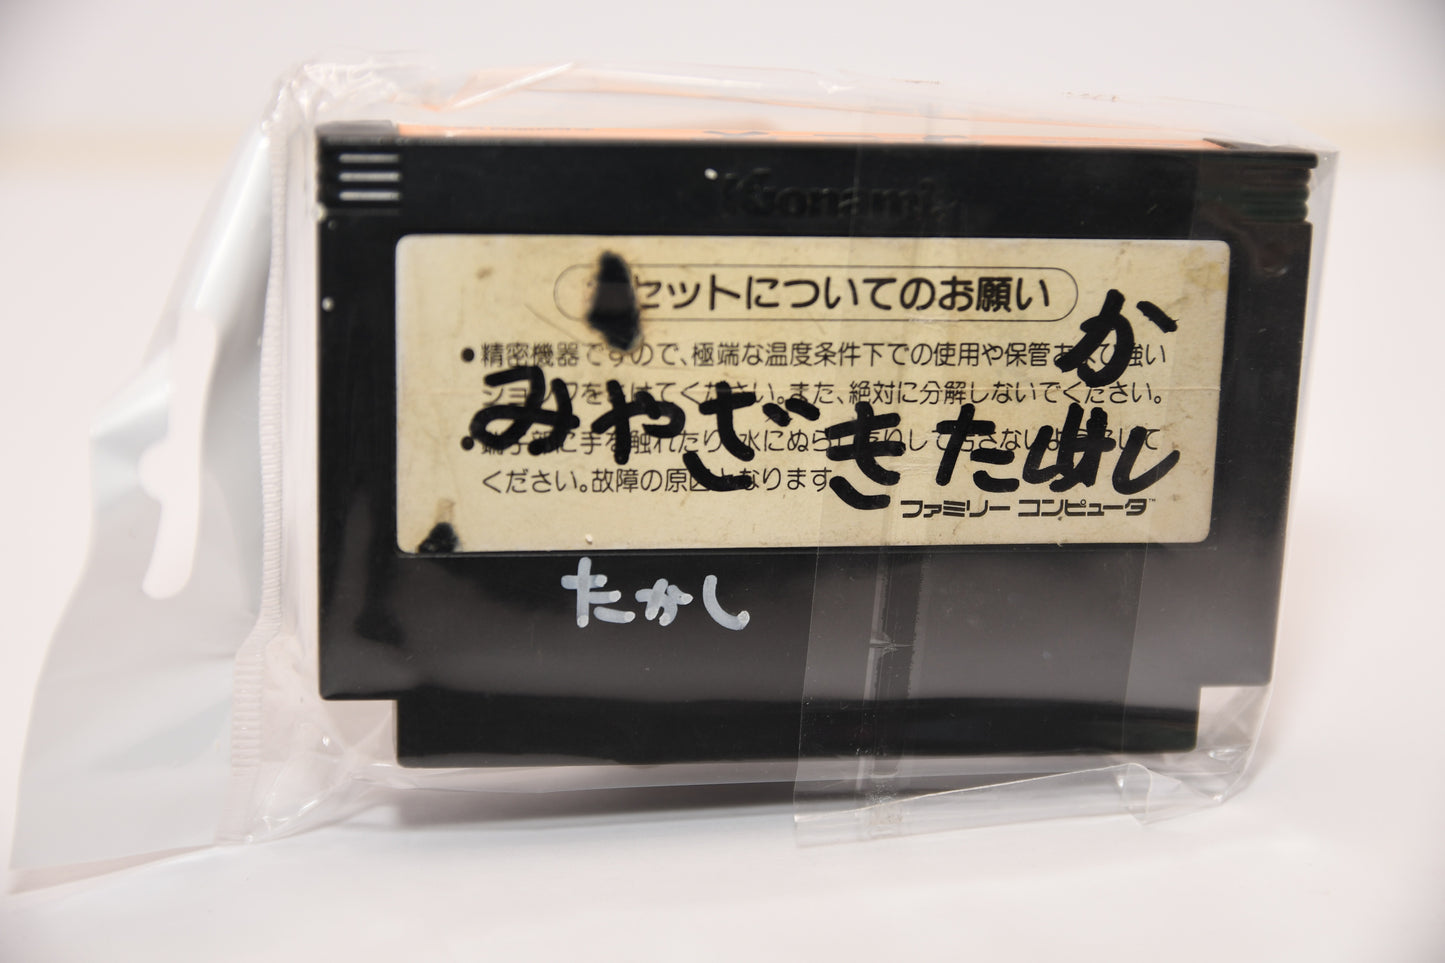 Konami
セットについてのお願い
●精密機器ですので、極端な温度条件下での使用や保管および強い
ショックをさけてください。また、絶対に分解しないでください。
●端子部に手を触れたり、水にぬらしたりして汚さないようにして
ください。故障の原因となります。
ファミリー コンピュータ™
か
みやざきた し
たかし